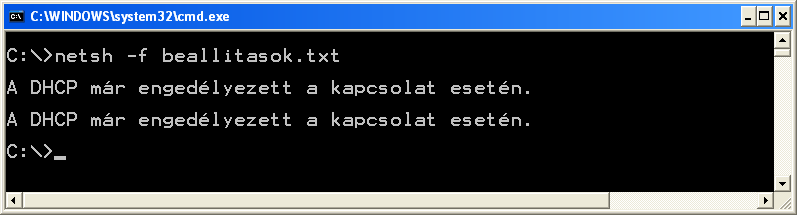 C:\WINDOWS\system32\cmd.exe
C:\>netsh -f beallitasok.txt
A DHCP már engedélyezett a kapcsolat esetén.
A DHCP már engedélyezett a kapcsolat esetén.
C:\>_